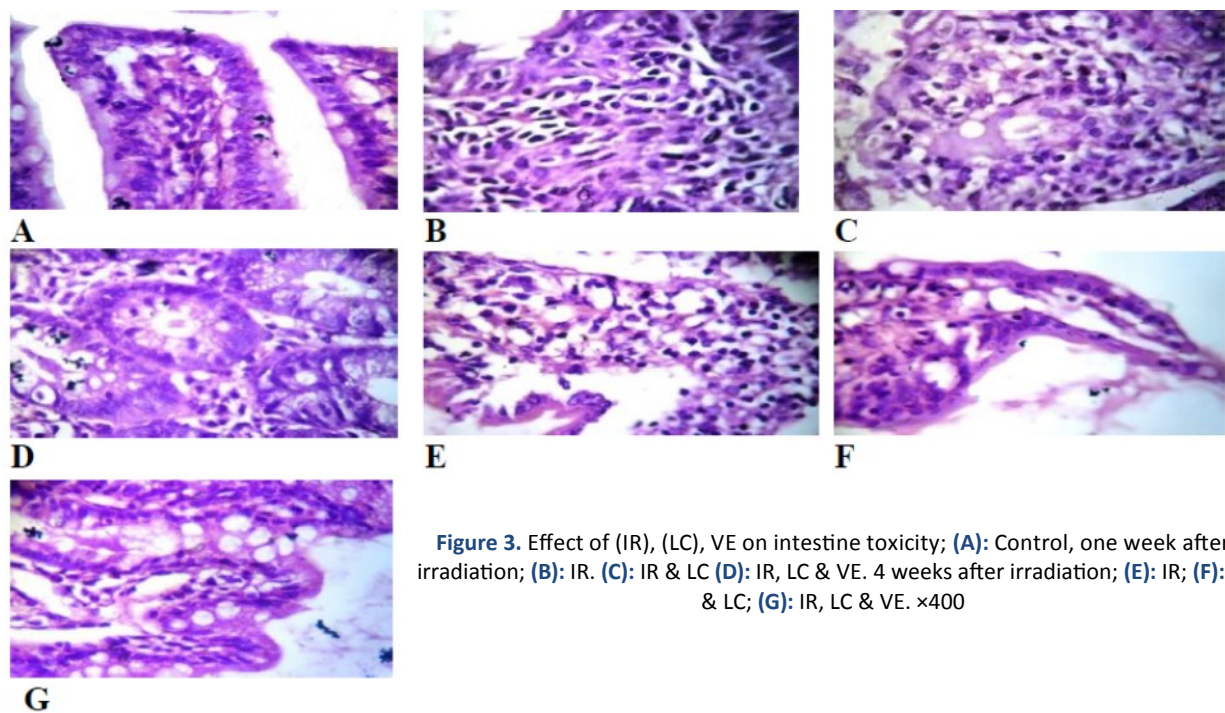 A
B
C
D
E
F
G
Figure 3. Effect of (IR), (LC), VE on intestine toxicity; (A): Control, one week after
irradiation; (B): IR. (C): IR & LC (D): IR, LC & VE. 4 weeks after irradiation; (E): IR; (F):
& LC; (G): IR, LC & VE. ×400